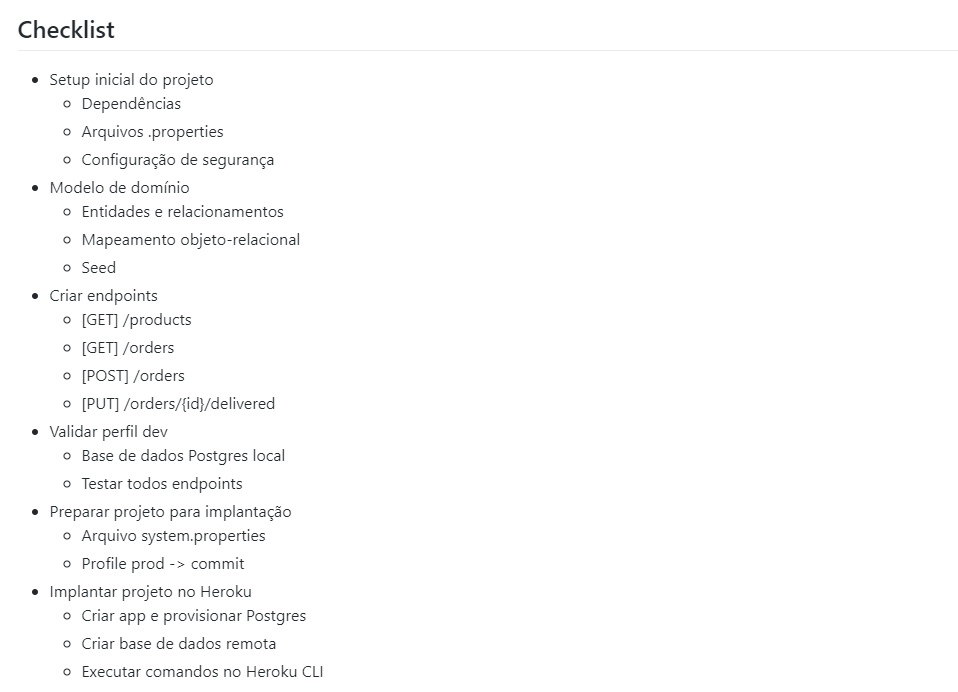 Checklist
Setup inicial do projeto
Dependências
Arquivos .properties
Configuração de segurança
Modelo de domínio
Entidades e relacionamentos
Mapeamento objeto-relacional
Seed
Criar endpoints
[GET] /products
[GET] /orders
[POST] /orders
[PUT] /orders/{id}/delivered
Validar perfil dev
Base de dados Postgres local
Testar todos endpoints
Preparar projeto para implantação
Arquivo system.properties
Profile prod -> commit
Implantar projeto no Heroku
Criar app e provisionar Postgres
Criar base de dados remota
Executar comandos no Heroku CLI